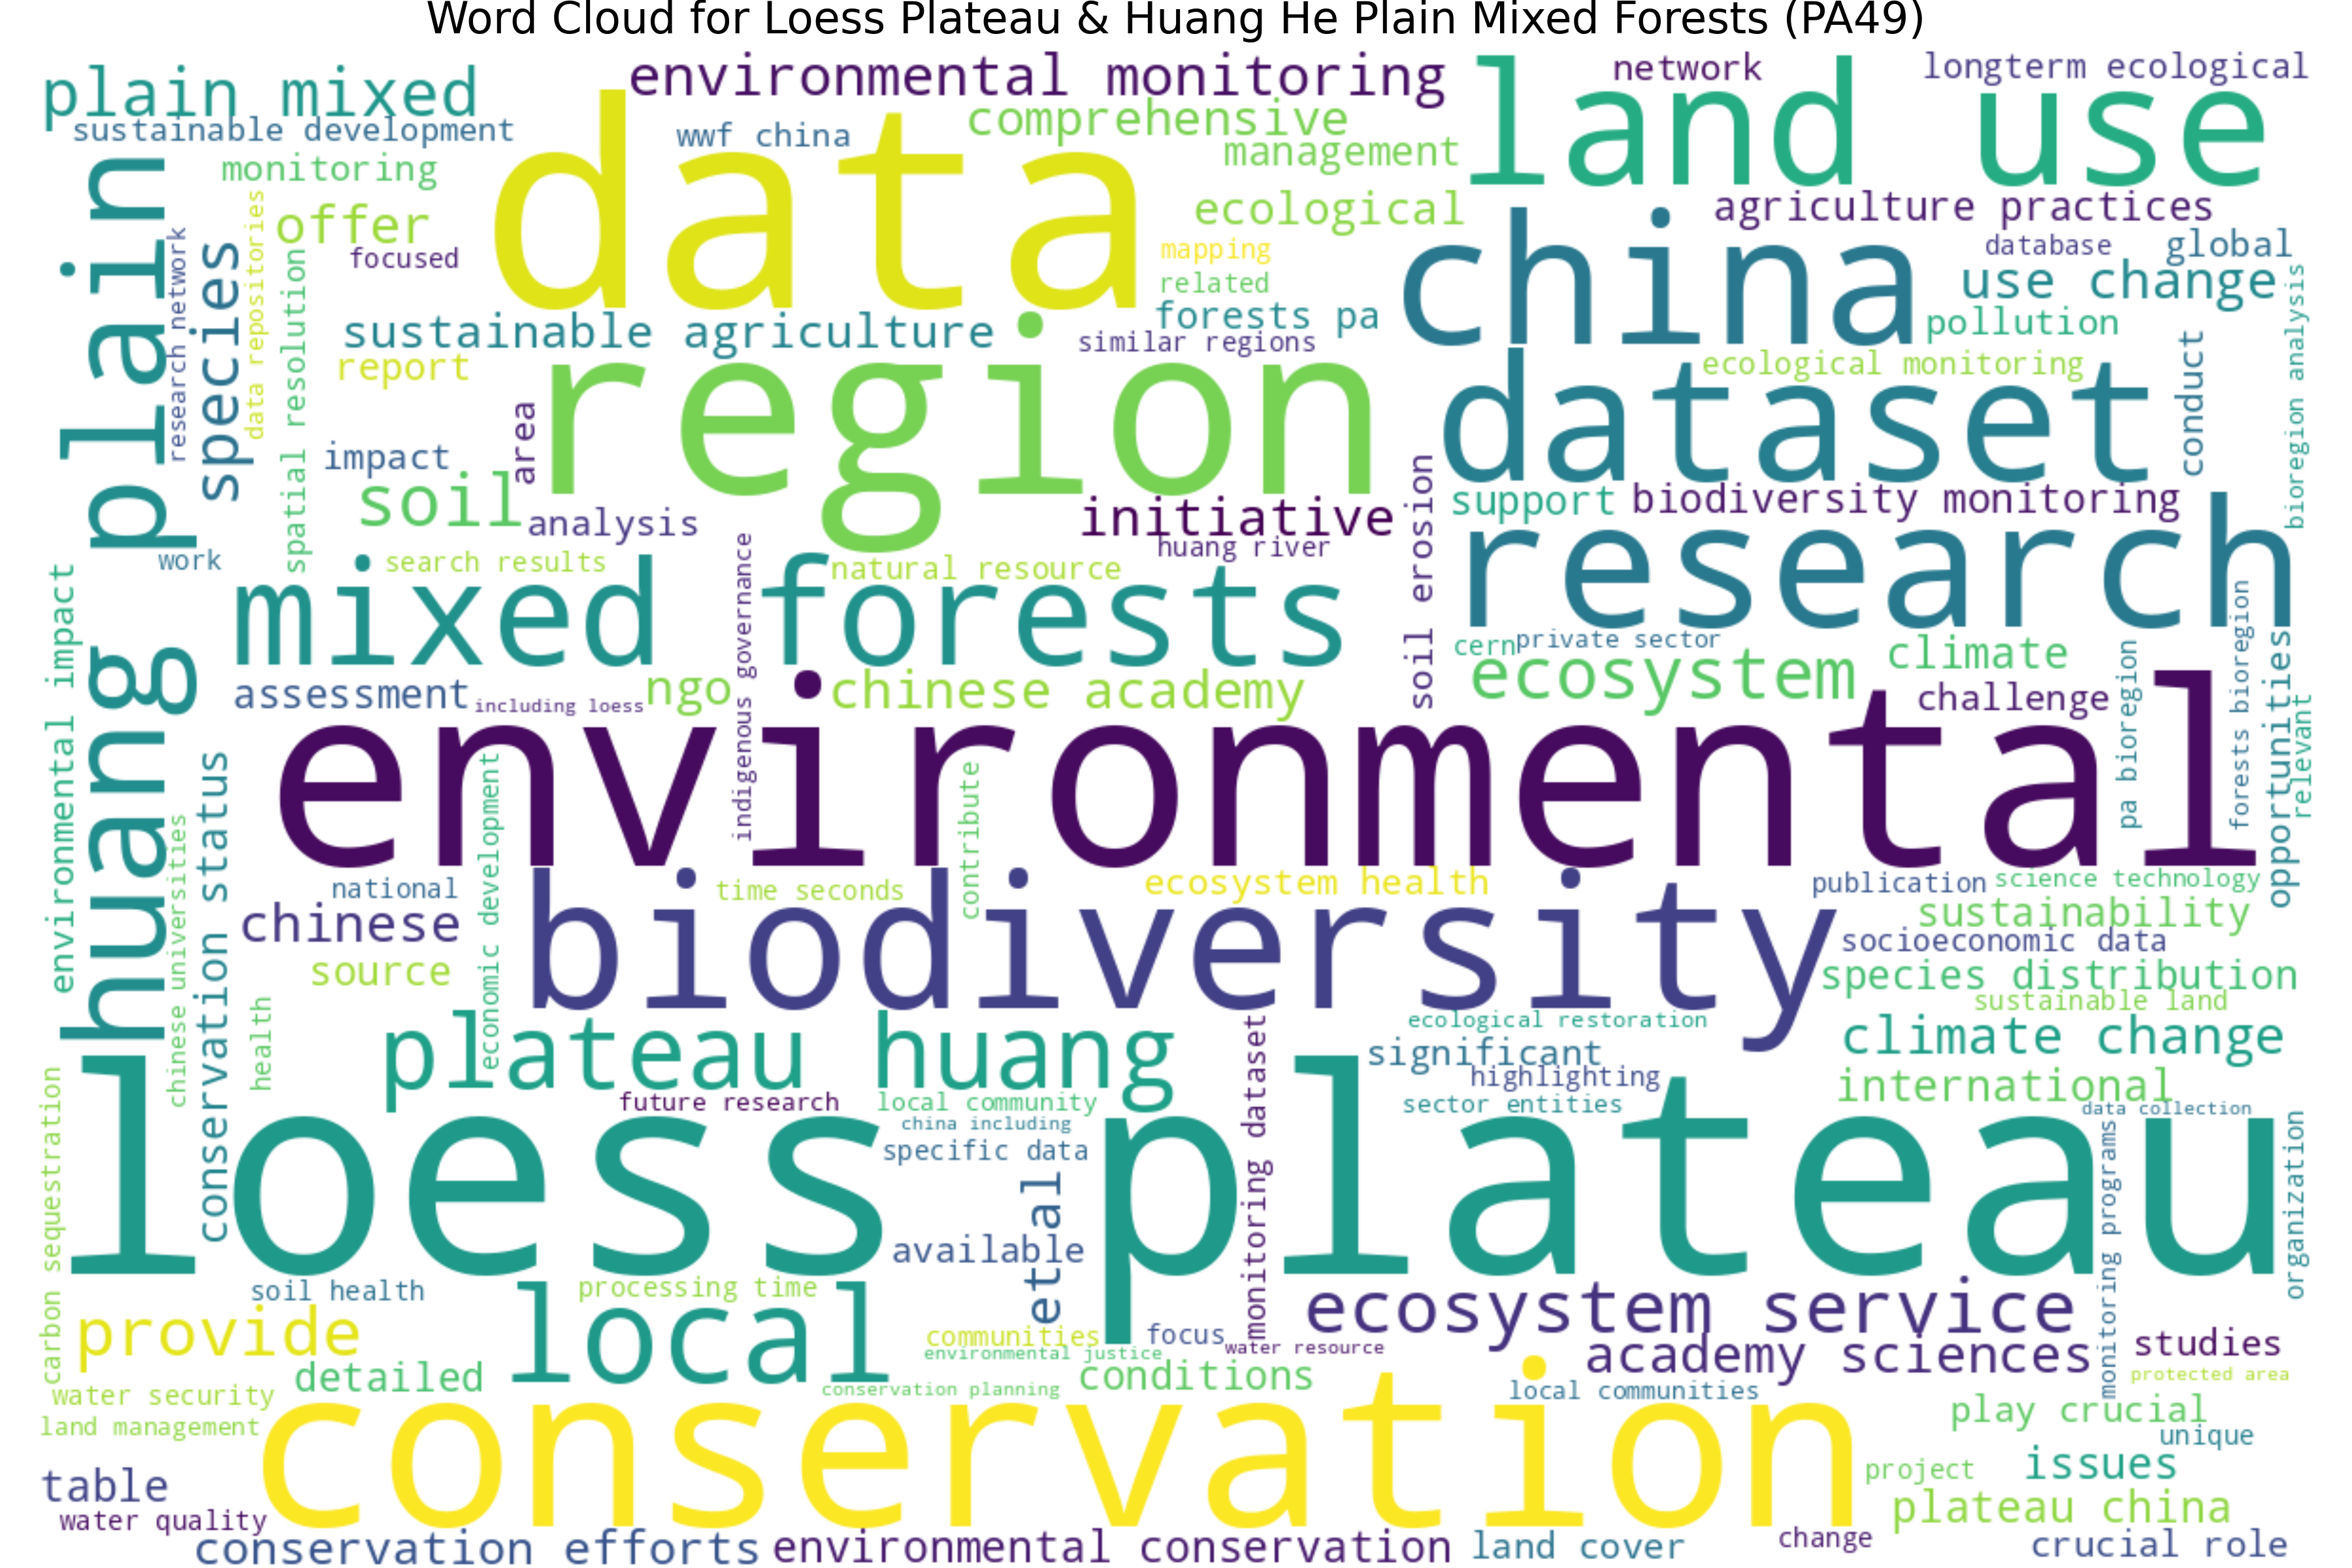 Word Cloud for Loess Plateau & Huang He Plain Mixed Forests (PA49)
plain mixed
environmental monitoring
network
longterm ecological
sustainable development
wwf china
comprehensive
land use
data
management
monitoring
offer
ecological
agriculture practices
focused
mapping
china
database
global
related
use change
huang plain
research network
species
data repositories
spatial resolution
sustainable agriculture
forests pa
pollution
similar regions
report
region
ecological monitoring
conduct
bioregion analysis
dataset
area
impact
soil
analysis
initiative
support
biodiversity monitoring
huang river
soil erosion
research
work
search results
natural resource
mixed forests
indigenous governance
cern
private sector
ecosystem
climate
environmental impact
assessment
including loess
ngo
chinese academy
challenge
pa bioregion
forests bioregion
opportunities
relevant
environmental
conservation status
chinese universities
economic development
contribute
national
time seconds
ecosystem health
publication
science technology
chinese
biodiversity
sustainability
socioeconomic data
source
species distribution
sustainable land
health
plateau huang
ecological restoration
climate change
significant
highlighting
international
future research
local community
sector entities
data collection
china including
loess plateau
specific data
monitoring dataset
et al
available
carbon sequestration
monitoring programs
organization
soil health
processing time
local
ecosystem service
provide
communities
focus
water resource
environmental justice
academy sciences
studies
detailed
conditions
protected area
water security
conservation planning
local communities
land management
play crucial
unique
conservation
table
project
issues
water quality
plateau china
conservation efforts
environmental conservation
land cover
change
crucial role